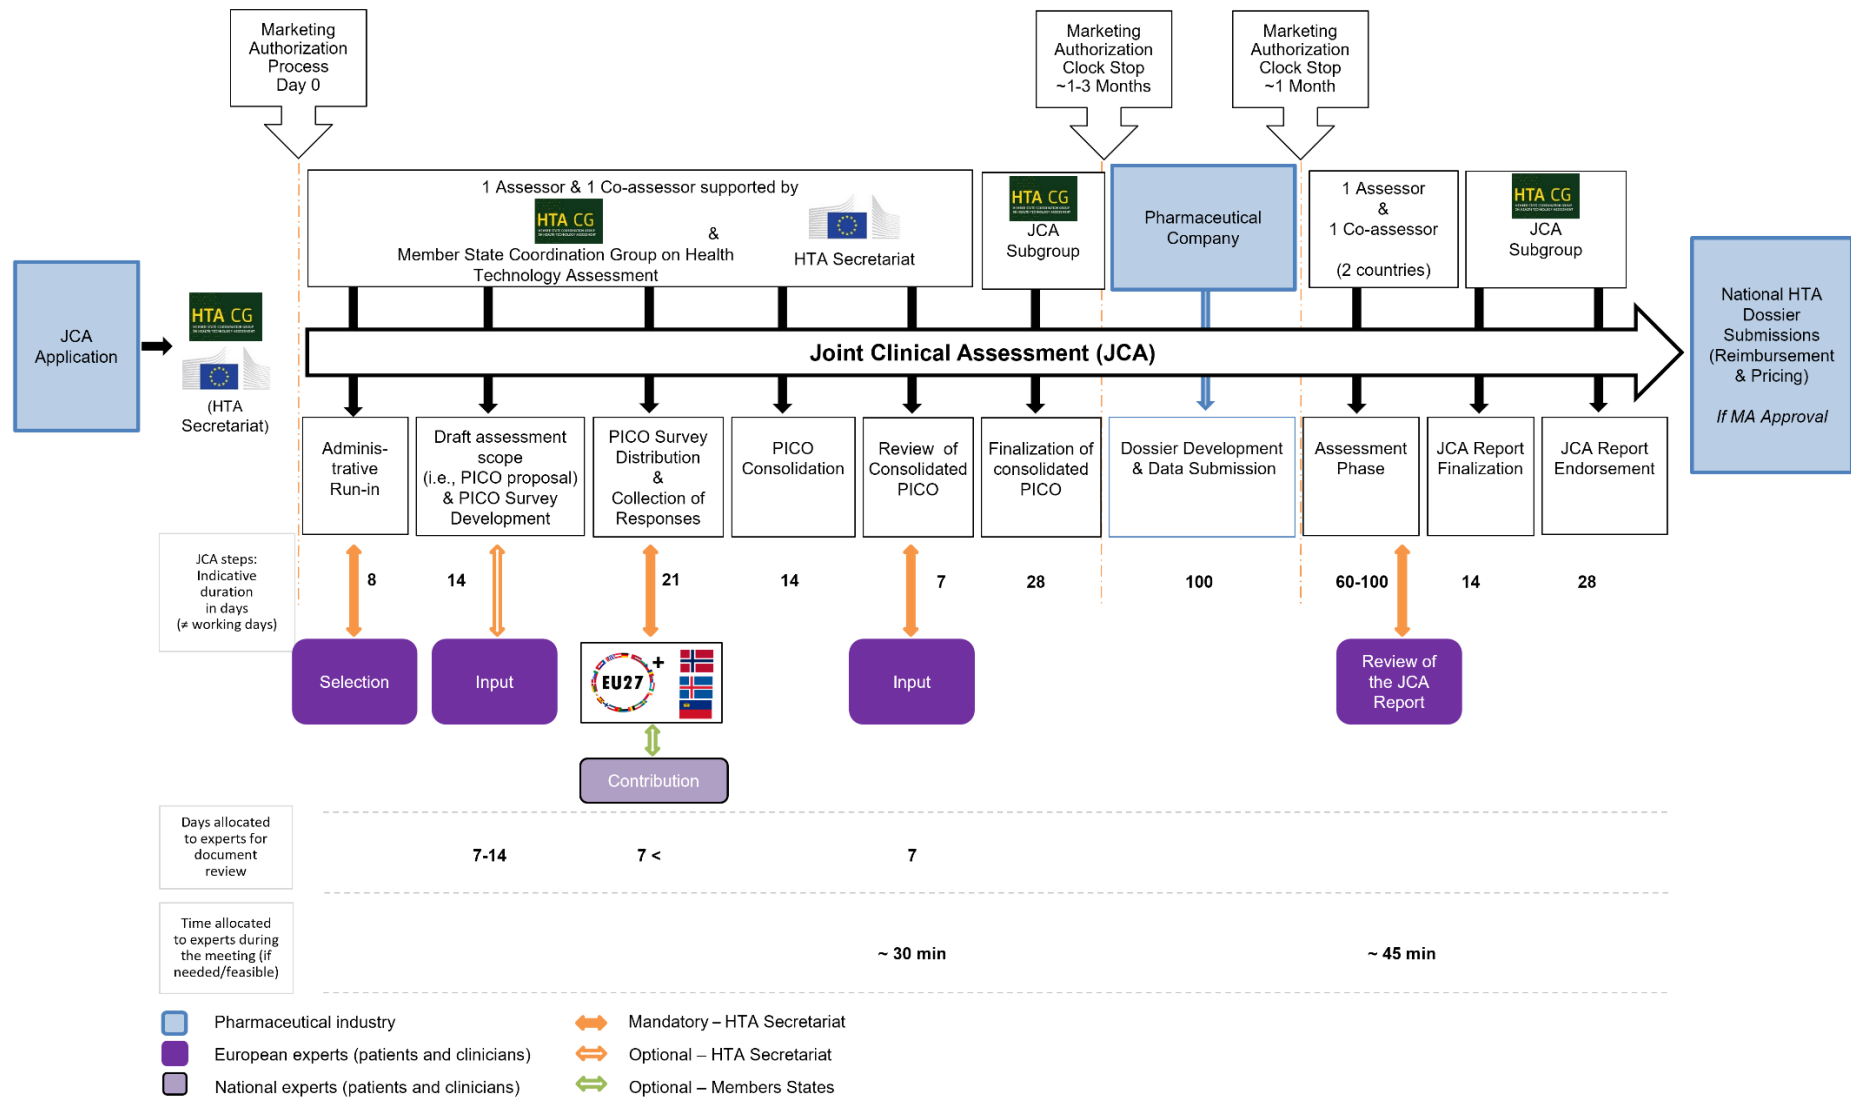 Marketing
Authorization
Process
Day 0
Marketing
Authorization
Clock Stop
~1-3 Months
Marketing
Authorization
Clock Stop
~1 Month
1 Assessor & 1 Co-assessor supported by
HTA CG
&
Member State Coordination Group on Health
Technology Assessment
HTA Secretariat
HTA CG
JCA
Subgroup
Pharmaceutical
Company
1 Assessor
&
1 Co-assessor
(2 countries)
HTA CG
JCA
Subgroup
JCA
Application
HTA CG
(HTA
Secretariat)
Joint Clinical Assessment (JCA)
National HTA
Dossier
Submissions
(Reimbursement
& Pricing)
If MA Approval
Adminis-
trative
Run-in
Draft assessment
scope
(i.e., PICO proposal)
& PICO Survey
Development
PICO Survey
Distribution
&
Collection of
Responses
PICO
Consolidation
Review of
Consolidated
PICO
Finalization of
consolidated
PICO
Dossier Development
& Data Submission
Assessment
Phase
JCA Report
Finalization
JCA Report
Endorsement
JCA steps:
Indicative
duration
in days
(≠ working days)
8
14
21
14
7
28
100
60-100
14
28
Selection
Input
EU27
+
Input
Review of
the JCA
Report
Contribution
Days allocated
to experts for
document
review
7-14
7 <
7
Time allocated
to experts during
the meeting (if
needed/feasible)
~ 30 min
~ 45 min
Pharmaceutical industry
European experts (patients and clinicians)
National experts (patients and clinicians)
Mandatory – HTA Secretariat
Optional – HTA Secretariat
Optional – Members States